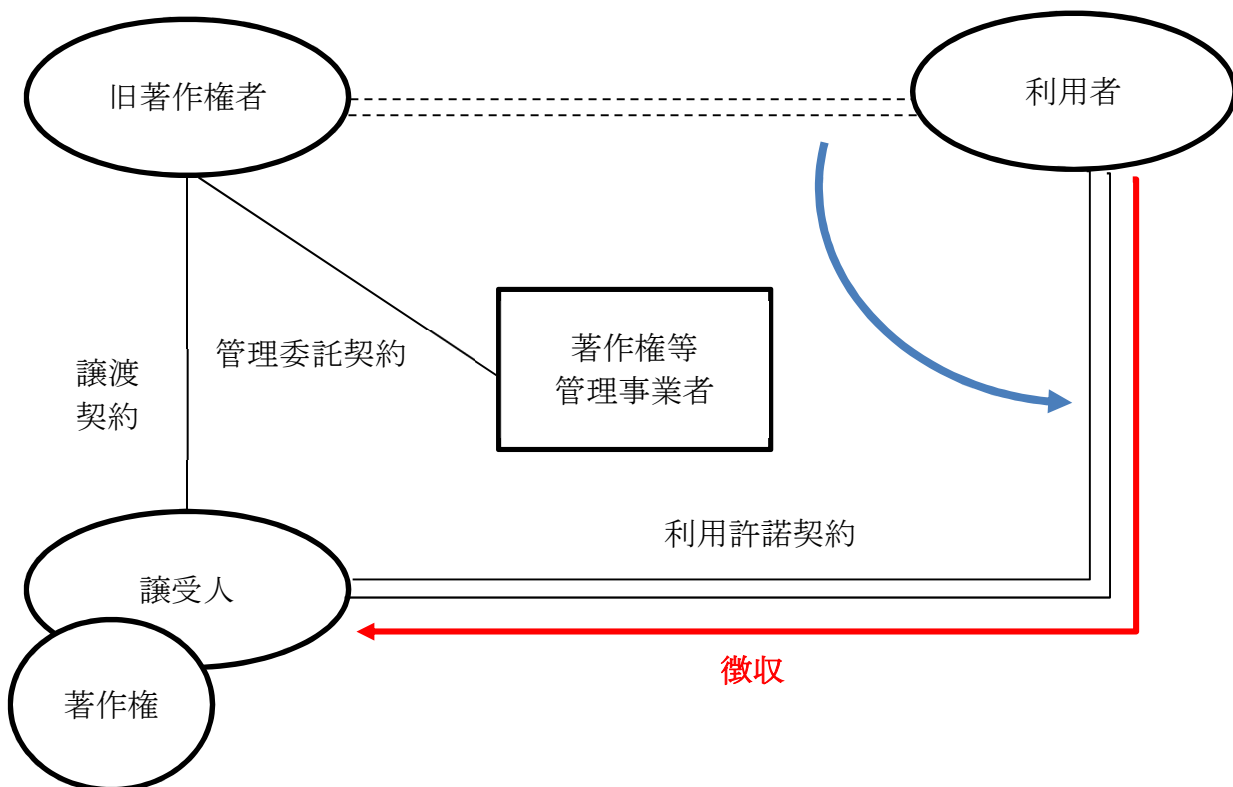 旧著作権者
利用者
管理委託契約
譲渡
契約
著作権等
管理事業者
利用許諾契約
譲受人
徴収
著作権